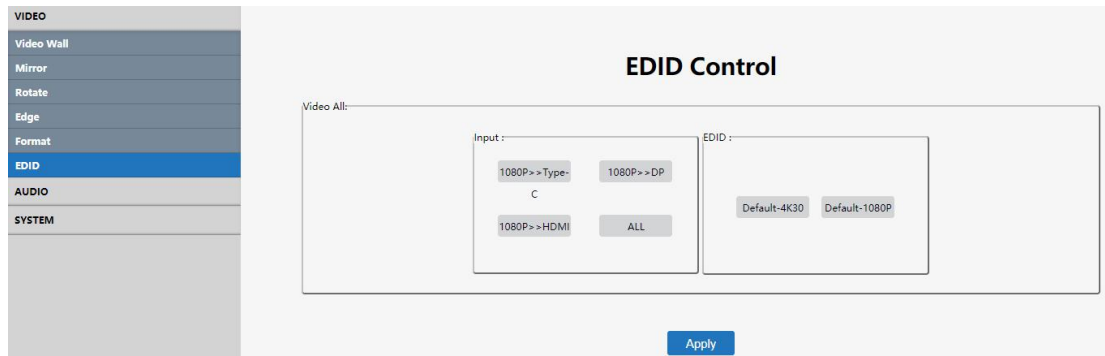 VIDEO
Video Wall
Mirror
Rotate
Edge
Format
EDID
AUDIO
SYSTEM
EDID Control
Video All:
Input :
1080P>>Type-
C
1080P>>DP
1080P>>HDMI
ALL
EDID :
Default-4K30
Default-1080P
Apply